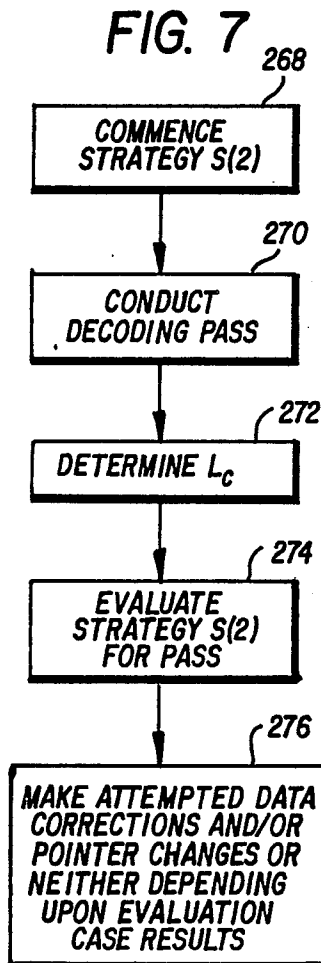 FIG. 7
268
COMMENCE
STRATEGY S(2)
270
CONDUCT
DECODING PASS
272
DETERMINE Lc
274
EVALUATE
STRATEGY S(2)
FOR PASS
276
MAKE ATTEMPTED DATA
CORRECTIONS AND/OR
POINTER CHANGES OR
NEITHER DEPENDING
UPON EVALUATION
CASE RESULTS